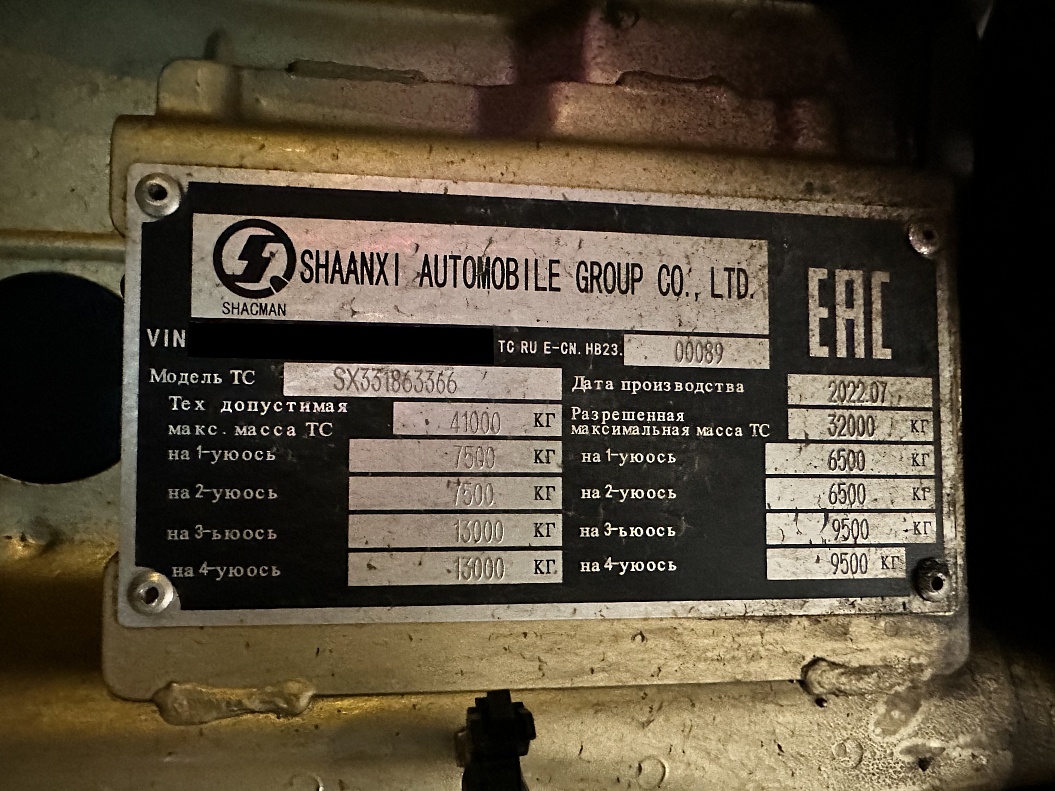 SHAANXI AUTOMOBILE GROUP CO., LTD.
SHACMAN
EAC
VIN
TC RU E-CN.HB23. 00089
Модель ТС SX331863366
Дата производства 2022.07
Тех допустимая
макс. масса ТС 41000 КГ
Разрешенная
максимальная масса ТС 32000 КГ
на 1-уюось 7500 КГ
на 1-уюось 6500 КГ
на 2-уюось 7500 КГ
на 2-уюось 6500 КГ
на 3-ьюось 13000 КГ
на 3-ьюось 9500 КГ
на 4-уюось 13000 КГ
на 4-уюось 9500 КГ